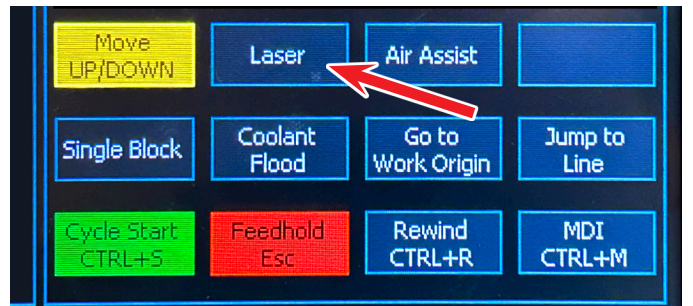 Move
UP/DOWN
Laser
Air Assist
Single Block
Coolant
Flood
Go to
Work Origin
Jump to
Line
Cycle Start
CTRL+S
Feedhold
Esc
Rewind
CTRL+R
MDI
CTRL+M